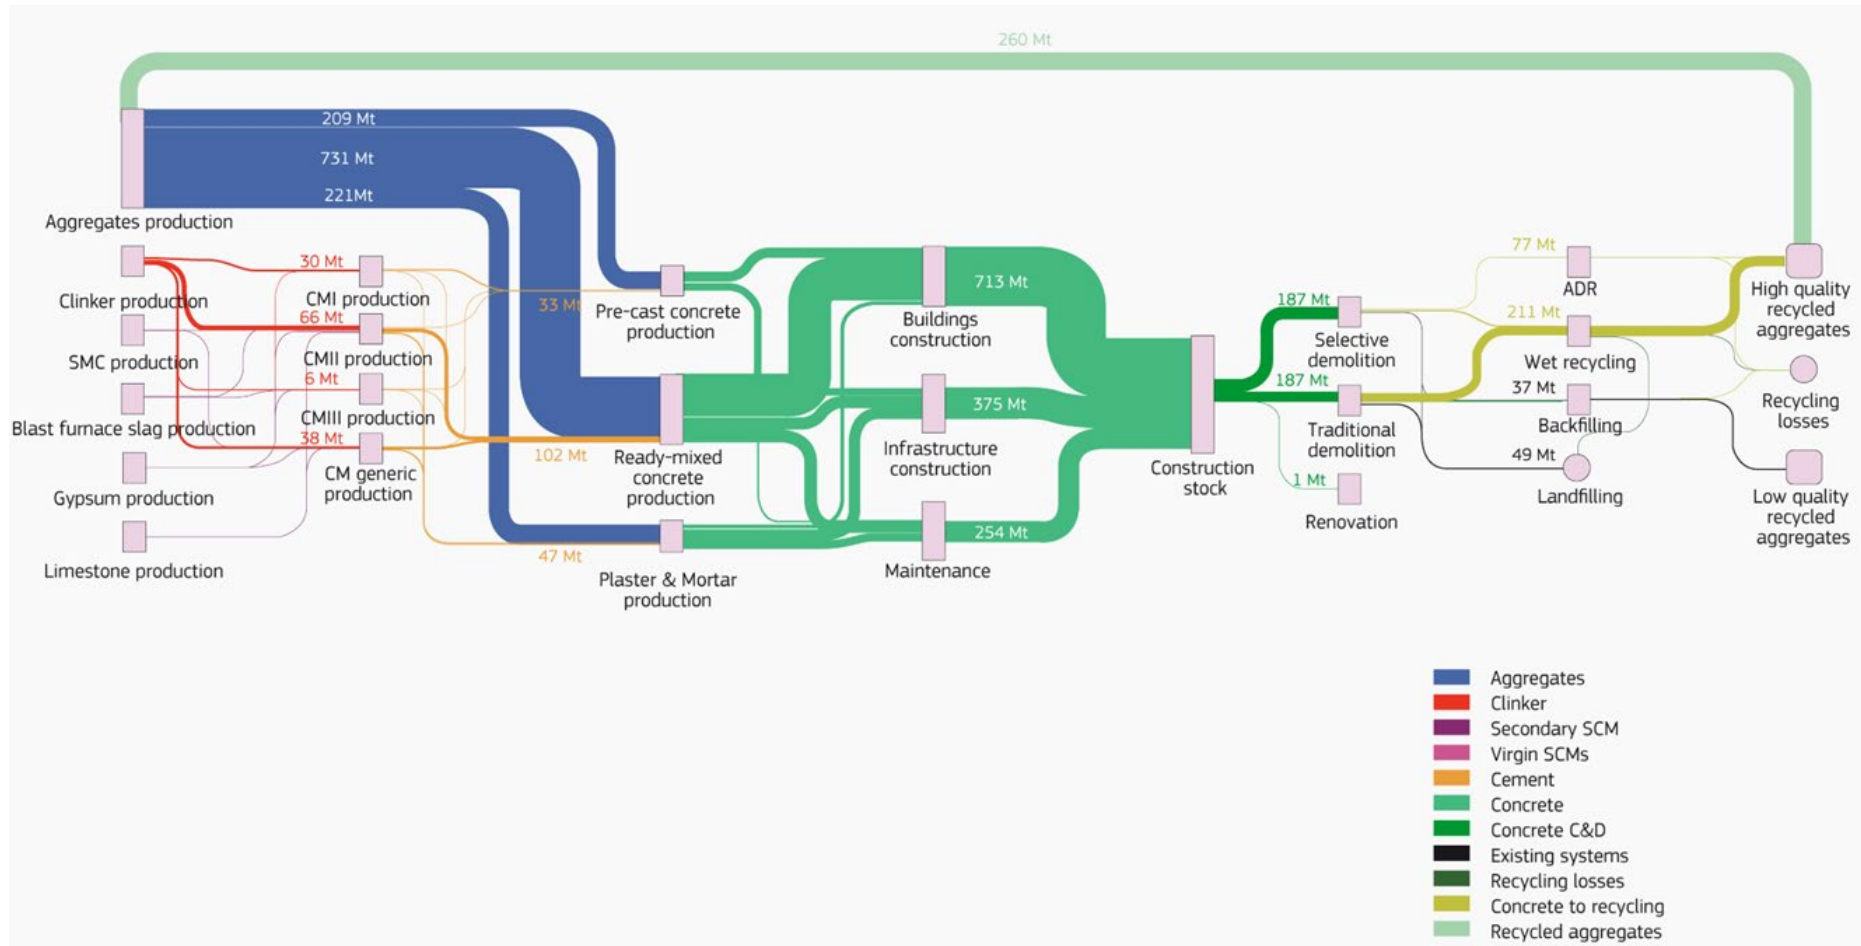 260 Mt
209 Mt
731 Mt
221Mt
Aggregates production
30 Mt
Clinker production
CMI production
66 Mt
SMC production
CMII production
6 Mt
Blast furnace slag production
CMIII production
38 Mt
Gypsum production
CM generic
production
Limestone production
33 Mt
Pre-cast concrete
production
102 Mt
Ready-mixed
concrete
production
47 Mt
Plaster & Mortar
production
713 Mt
Buildings
construction
375 Mt
Infrastructure
construction
254 Mt
Maintenance
Construction
stock
187 Mt
Selective
demolition
187 Mt
Traditional
demolition
1 Mt
Renovation
77 Mt
ADR
211 Mt
Wet recycling
37 Mt
Backfilling
49 Mt
Landfilling
High quality
recycled
aggregates
Recycling
losses
Low quality
recycled
aggregates
Aggregates
Clinker
Secondary SCM
Virgin SCMs
Cement
Concrete
Concrete C&D
Existing systems
Recycling losses
Concrete to recycling
Recycled aggregates